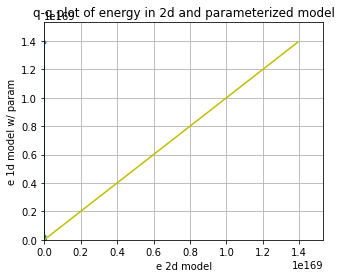 q-q plot of energy in 2d and parameterized model
1e169
1.4
1.2
1.0
0.8
0.6
0.4
0.2
0.0
e 1d model w/ param
0.0 0.2 0.4 0.6 0.8 1.0 1.2 1.4
1e169
e 2d model